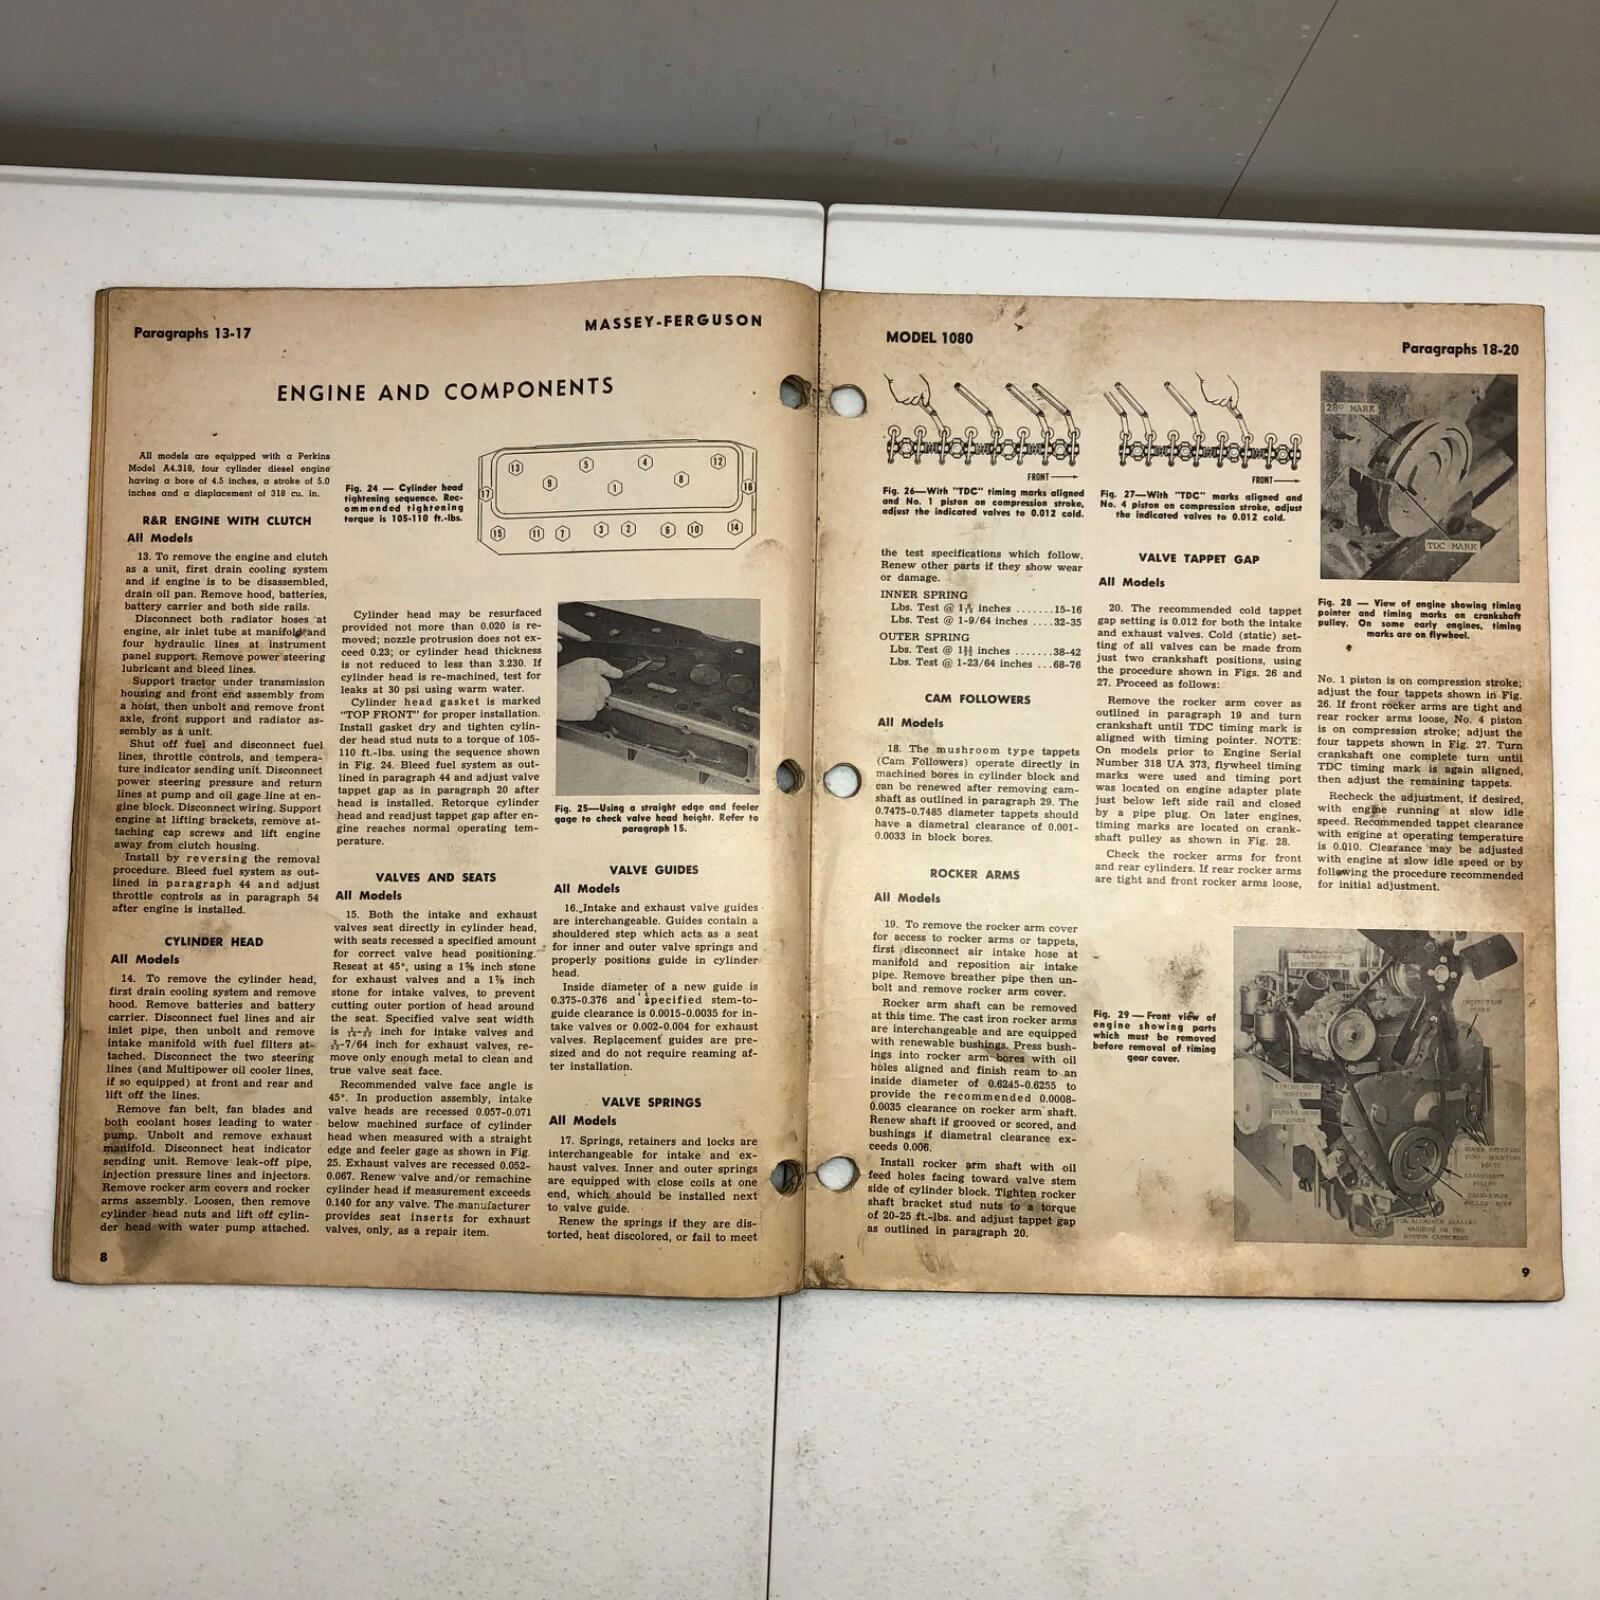 Paragraphs 13-17
MASSEY-FERGUSON
ENGINE AND COMPONENTS
All models are equipped with a Perkins
Model A4.318, four cylinder diesel engine
having a bore of 4.5 inches, a stroke of 5.0
inches and a displacement of 318 cu. in.
R&R ENGINE WITH CLUTCH
All Models
13. To remove the engine and clutch
as a unit, first drain cooling system
and if engine is to be disassembled,
drain oil pan. Remove hood, batteries,
battery carrier and both side rails.
Disconnect both radiator hoses at
engine, air inlet tube at manifold and
four hydraulic lines at instrument
panel support. Remove power steering
lubricant and bleed lines.
Support tractor under transmission
housing and front end assembly from
a hoist, then unbolt and remove front
axle, front support and radiator as-
sembly as a unit.
Shut off fuel and disconnect fuel
lines, throttle controls, and tempera-
ture indicator sending unit. Disconnect
power steering pressure and return
lines at pump and oil gage line at en-
gine block. Disconnect wiring. Support
engine at lifting brackets, remove at-
taching cap screws and lift engine
away from clutch housing.
Install by reversing the removal
procedure. Bleed fuel system as out-
lined in paragraph 44 and adjust
throttle controls as in paragraph 54
after engine is installed.
CYLINDER HEAD
All Models
14. To remove the cylinder head,
first drain cooling system and remove
hood. Remove batteries and battery
carrier. Disconnect fuel lines and air
inlet pipe, then unbolt and remove
intake manifold with fuel filters at-
tached. Disconnect the two steering
lines (and Multipower oil cooler lines,
if so equipped) at front and rear and
lift off the lines.
Remove fan belt, fan blades and
both coolant hoses leading to water
pump. Unbolt and remove exhaust
manifold. Disconnect heat indicator
sending unit. Remove leak-off pipe,
injection pressure lines and injectors.
Remove rocker arm covers and rocker
arms assembly. Loosen, then remove
cylinder head nuts and lift off cylin-
der head with water pump attached.
8
Fig. 24 — Cylinder head
tightening sequence. Rec-
ommended tightening
torque is 105-110 ft.-lbs.
13 5 4 12
9 1 8
17 16
15 11 7 3 2 6 10 14
Cylinder head may be resurfaced
provided not more than 0.020 is re-
moved; nozzle protrusion does not ex-
ceed 0.23; or cylinder head thickness
is not reduced to less than 3.230. If
cylinder head is re-machined, test for
leaks at 30 psi using warm water.
Cylinder head gasket is marked
"TOP FRONT" for proper installation.
Install gasket dry and tighten cylin-
der head stud nuts to a torque of 105-
110 ft.-lbs. using the sequence shown
in Fig. 24. Bleed fuel system as out-
lined in paragraph 44 and adjust valve
tappet gap as in paragraph 20 after
head is installed. Retorque cylinder
head and readjust tappet gap after en-
gine reaches normal operating tem-
perature.
VALVES AND SEATS
All Models
15. Both the intake and exhaust
valves seat directly in cylinder head,
with seats recessed a specified amount
for correct valve head positioning.
Reseat at 45°, using a 1⅝ inch stone
for exhaust valves and a 1⅞ inch
stone for intake valves, to prevent
cutting outer portion of head around
the seat. Specified valve seat width
is inch for intake valves and
-7/64 inch for exhaust valves, re-
move only enough metal to clean and
true valve seat face.
Recommended valve face angle is
45°. In production assembly, intake
valve heads are recessed 0.057-0.071
below machined surface of cylinder
head when measured with a straight
edge and feeler gage as shown in Fig.
25. Exhaust valves are recessed 0.052-
0.067. Renew valve and/or remachine
cylinder head if measurement exceeds
0.140 for any valve. The manufacturer
provides seat inserts for exhaust
valves, only, as a repair item.
Fig. 25—Using a straight edge and feeler
gage to check valve head height. Refer to
paragraph 15.
VALVE GUIDES
All Models
16. Intake and exhaust valve guides
are interchangeable. Guides contain a
shouldered step which acts as a seat
for inner and outer valve springs and
properly positions guide in cylinder
head.
Inside diameter of a new guide is
0.375-0.376 and specified stem-to-
guide clearance is 0.0015-0.0035 for in-
take valves or 0.002-0.004 for exhaust
valves. Replacement guides are pre-
sized and do not require reaming af-
ter installation.
VALVE SPRINGS
All Models
17. Springs, retainers and locks are
interchangeable for intake and ex-
haust valves. Inner and outer springs
are equipped with close coils at one
end, which should be installed next
to valve guide.
Renew the springs if they are dis-
torted, heat discolored, or fail to meet
MODEL 1080
Paragraphs 18-20
FRONT
Fig. 26—With "TDC" timing marks aligned
and No. 1 piston on compression stroke,
adjust the indicated valves to 0.012 cold.
FRONT
Fig. 27—With "TDC" marks aligned and
No. 4 piston on compression stroke, adjust
the indicated valves to 0.012 cold.
28° MARK
TDC MARK
Fig. 28 — View of engine showing timing
pointer and timing marks on crankshaft
pulley. On some early engines, timing
marks are on flywheel.
the test specifications which follow.
Renew other parts if they show wear
or damage.
INNER SPRING
Lbs. Test @ inches .......15-16
Lbs. Test @ 1-9/64 inches ....32-35
OUTER SPRING
Lbs. Test @ inches .......38-42
Lbs. Test @ 1-23/64 inches ...68-76
CAM FOLLOWERS
All Models
18. The mushroom type tappets
(Cam Followers) operate directly in
machined bores in cylinder block and
can be renewed after removing cam-
shaft as outlined in paragraph 29. The
0.7475-0.7485 diameter tappets should
have a diametral clearance of 0.001-
0.0033 in block bores.
ROCKER ARMS
All Models
19. To remove the rocker arm cover
for access to rocker arms or tappets,
first disconnect air intake hose at
manifold and reposition air intake
pipe. Remove breather pipe then un-
bolt and remove rocker arm cover.
Rocker arm shaft can be removed
at this time. The cast iron rocker arms
are interchangeable and are equipped
with renewable bushings. Press bush-
ings into rocker arm bores with oil
holes aligned and finish ream to an
inside diameter of 0.6245-0.6255 to
provide the recommended 0.0008-
0.0035 clearance on rocker arm shaft.
Renew shaft if grooved or scored, and
bushings if diametral clearance ex-
ceeds 0.006.
Install rocker arm shaft with oil
feed holes facing toward valve stem
side of cylinder block. Tighten rocker
shaft bracket stud nuts to a torque
of 20-25 ft.-lbs. and adjust tappet gap
as outlined in paragraph 20.
VALVE TAPPET GAP
All Models
20. The recommended cold tappet
gap setting is 0.012 for both the intake
and exhaust valves. Cold (static) set-
ting of all valves can be made from
just two crankshaft positions, using
the procedure shown in Figs. 26 and
27. Proceed as follows:
Remove the rocker arm cover as
outlined in paragraph 19 and turn
crankshaft until TDC timing mark is
aligned with timing pointer. NOTE:
On models prior to Engine Serial
Number 318 UA 373, flywheel timing
marks were used and timing port
was located on engine adapter plate
just below left side rail and closed
by a pipe plug. On later engines,
timing marks are located on crank-
shaft pulley as shown in Fig. 28.
Check the rocker arms for front
and rear cylinders. If rear rocker arms
are tight and front rocker arms loose,
No. 1 piston is on compression stroke;
adjust the four tappets shown in Fig.
26. If front rocker arms are tight and
rear rocker arms loose, No. 4 piston
is on compression stroke; adjust the
four tappets shown in Fig. 27. Turn
crankshaft one complete turn until
TDC timing mark is again aligned,
then adjust the remaining tappets.
Recheck the adjustment, if desired,
with engine running at slow idle
speed. Recommended tappet clearance
with engine at operating temperature
is 0.010. Clearance may be adjusted
with engine at slow idle speed or by
following the procedure recommended
for initial adjustment.
Fig. 29 — Front view of
engine showing parts
which must be removed
before removal of timing
gear cover.
ALTERNATOR
ADJUSTING STRAP
TIMING GEAR
HOUSING
TIMING GEAR
COVER
POWER STEERING
PUMP MOUNTING
BOLTS
CRANKSHAFT
PULLEY
CRANKSHAFT
PULLEY NUT
9